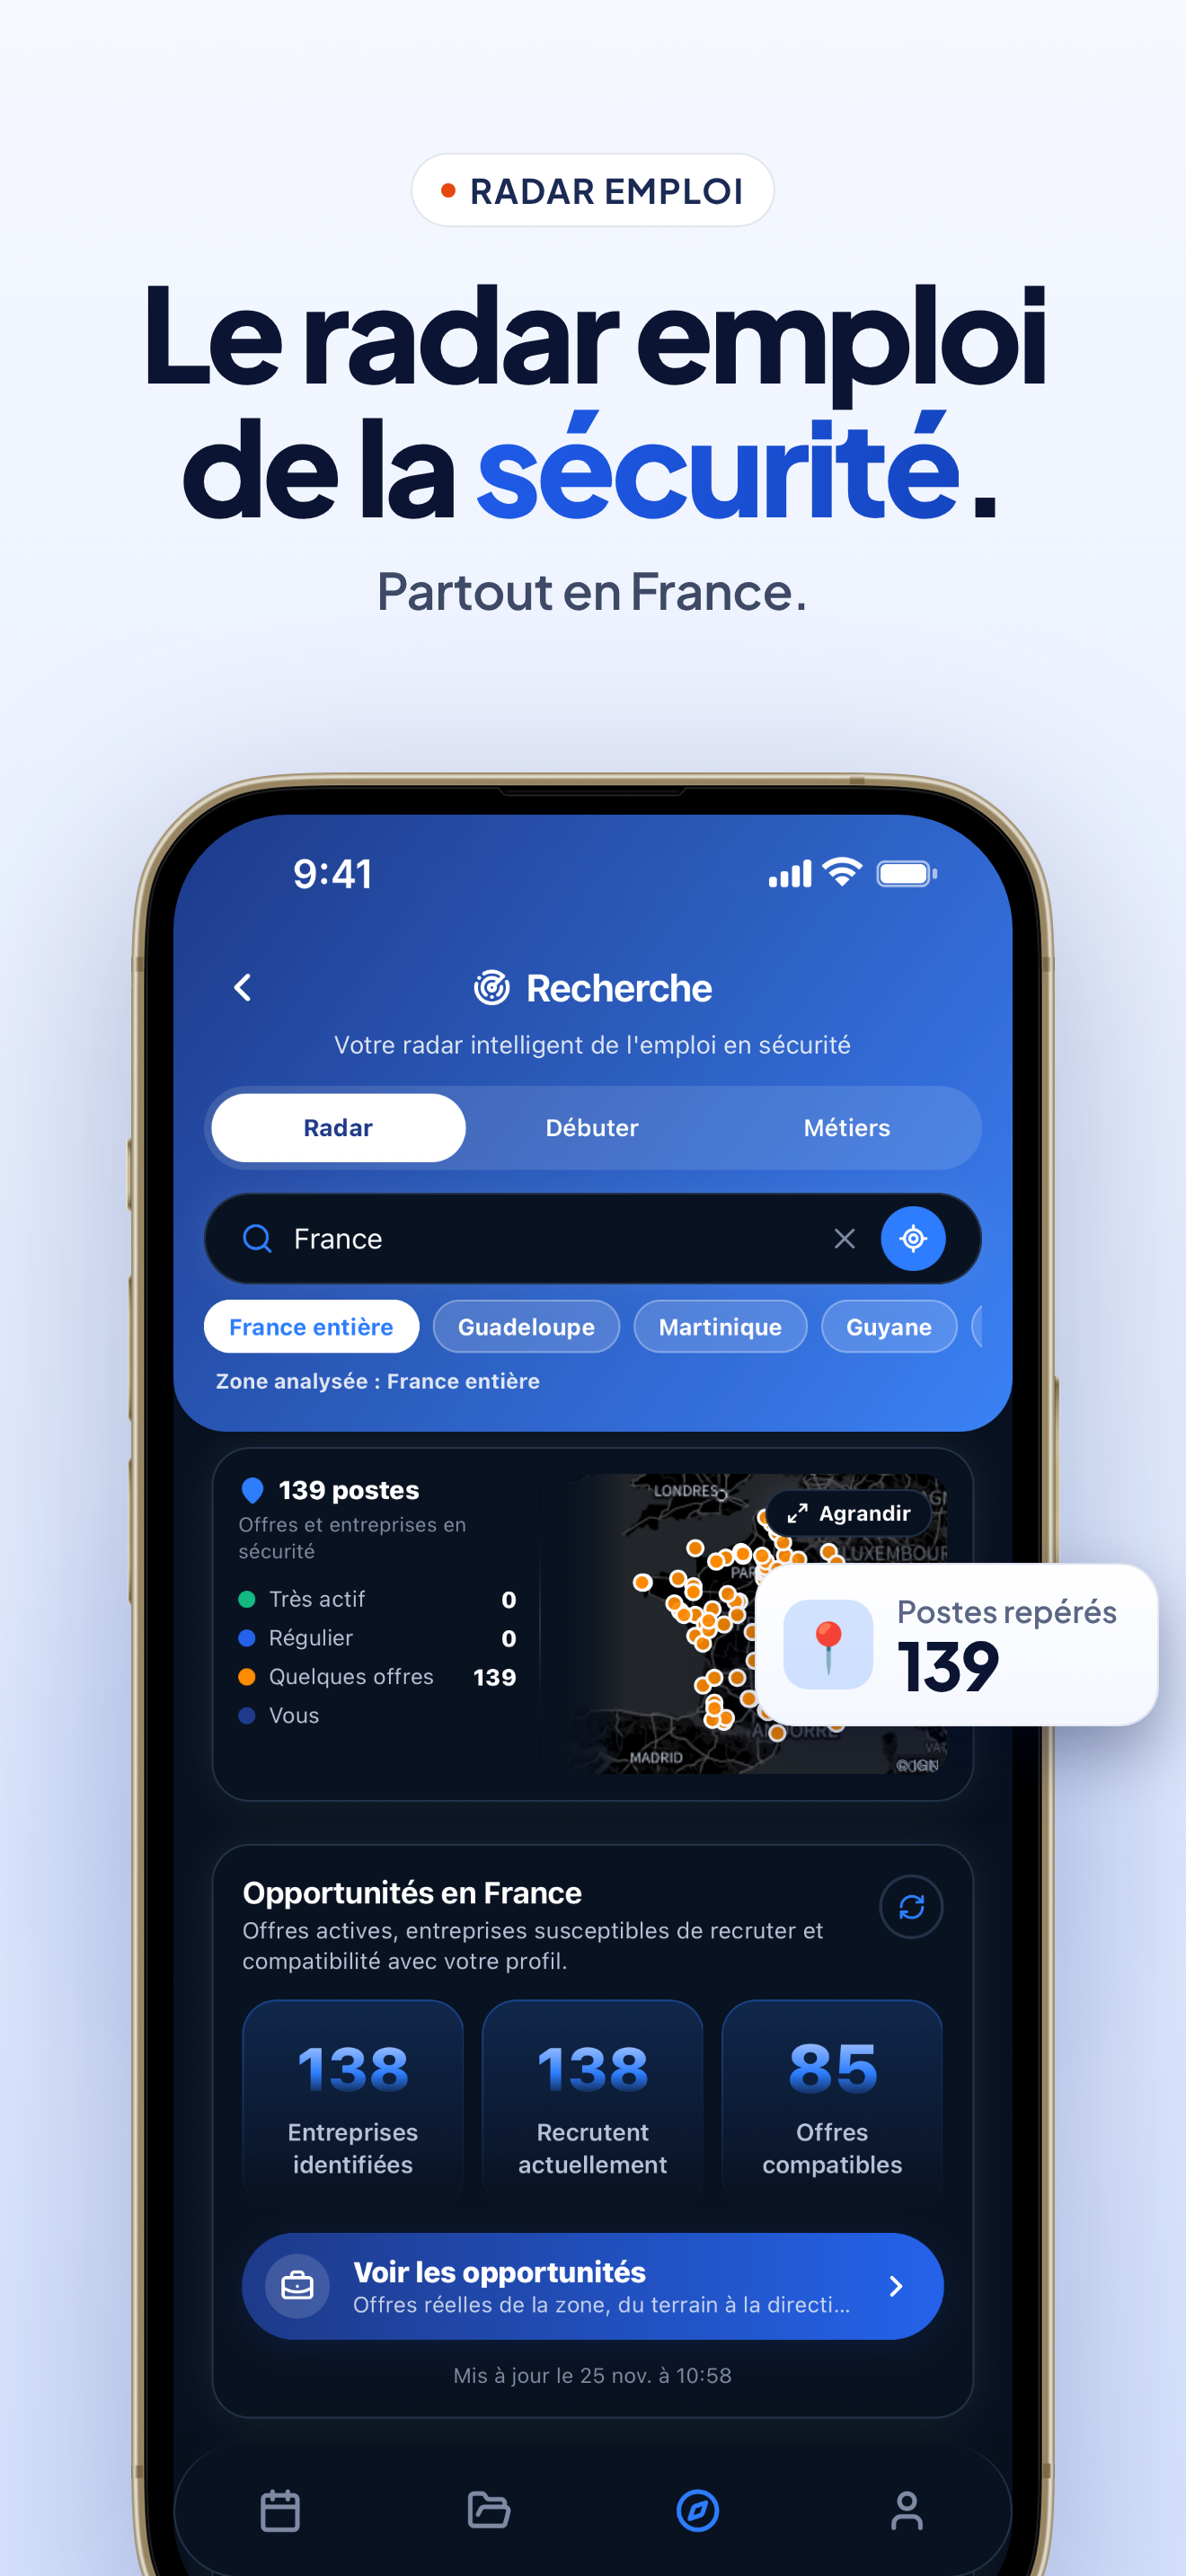 RADAR EMPLOI
Le radar emploi
de la sécurité.
Partout en France.
9:41
Recherche
Votre radar intelligent de l'emploi en sécurité
Radar
Débuter
Métiers
France
France entière
Guadeloupe
Martinique
Guyane
Zone analysée : France entière
139 postes
Offres et entreprises en
sécurité
Très actif 0
Régulier 0
Quelques offres 139
Vous
LONDRES
Agrandir
LUXEMBOUR
PAR
MADRID
© IGN
Postes repérés
139
Opportunités en France
Offres actives, entreprises susceptibles de recruter et
compatibilité avec votre profil.
138
Entreprises
identifiées
138
Recrutent
actuellement
85
Offres
compatibles
Voir les opportunités
Offres réelles de la zone, du terrain à la directi...
Mis à jour le 25 nov. à 10:58